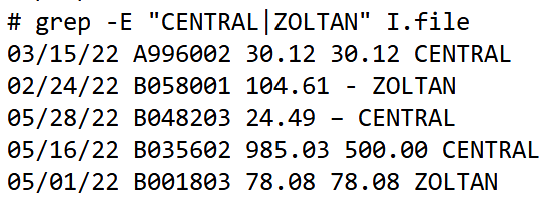 # grep -E "CENTRAL|ZOLTAN" I.file
03/15/22 A996002 30.12 30.12 CENTRAL
02/24/22 B058001 104.61 - ZOLTAN
05/28/22 B048203 24.49 – CENTRAL
05/16/22 B035602 985.03 500.00 CENTRAL
05/01/22 B001803 78.08 78.08 ZOLTAN